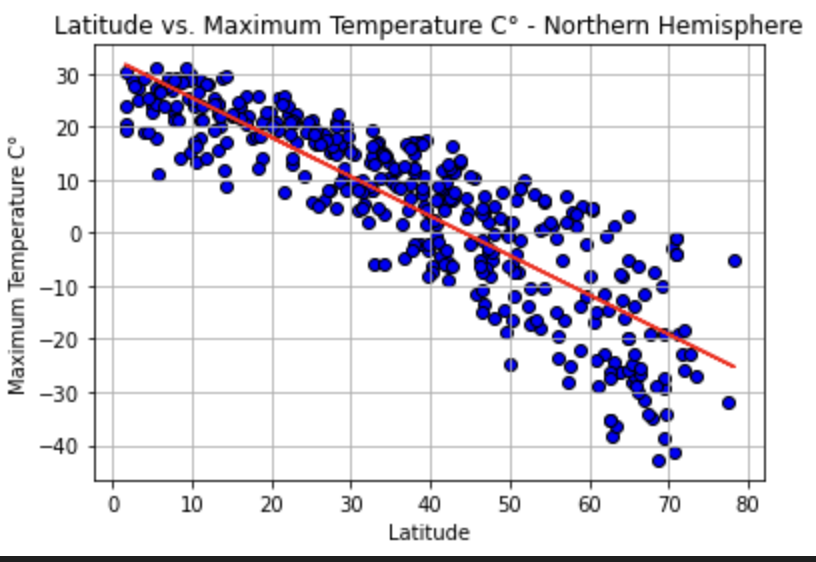 Latitude vs. Maximum Temperature C° - Northern Hemisphere
Maximum Temperature C°
30
20
10
0
−10
−20
−30
−40
0 10 20 30 40 50 60 70 80
Latitude